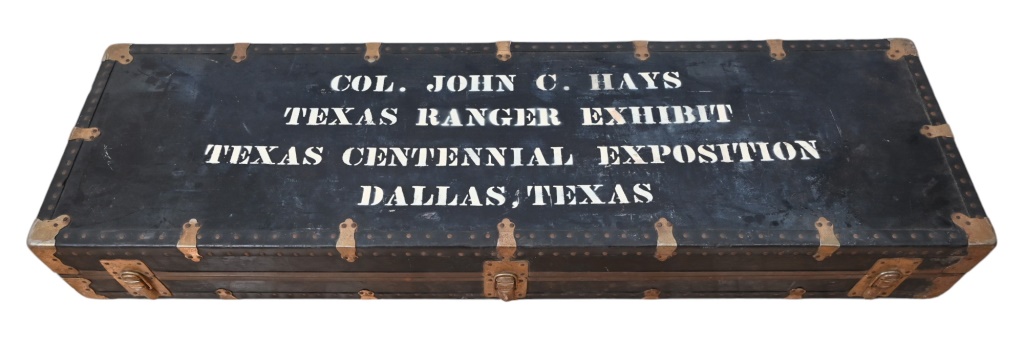 COL. JOHN C. HAYS
TEXAS RANGER EXHIBIT
TEXAS CENTENNIAL EXPOSITION
DALLAS, TEXAS